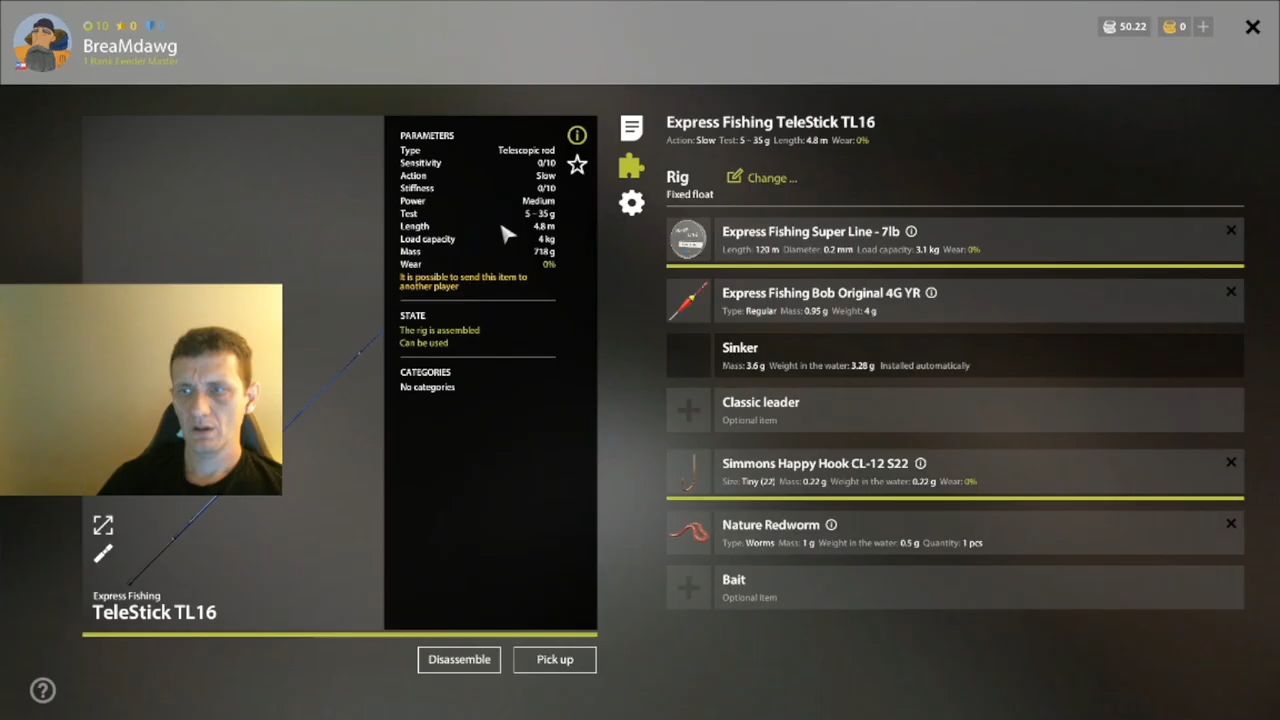 10 0
BreaMdawg
1 Rank Feeder Master
50.22 0 +
PARAMETERS
Type Telescopic rod
Sensitivity 0/10
Action Slow
Stiffness 0/10
Power Medium
Test 5 - 35 g
Length 4.8 m
Load capacity 4 kg
Mass 718 g
Wear 0%
It is possible to send this item to
another player
STATE
The rig is assembled
Can be used
CATEGORIES
No categories
Express Fishing
TeleStick TL16
Disassemble Pick up
Express Fishing TeleStick TL16
Action: Slow Test: 5 - 35 g Length: 4.8 m Wear: 0%
Rig Change ...
Fixed float
Express Fishing Super Line - 7lb
Length: 120 m Diameter: 0.2 mm Load capacity: 3.1 kg Wear: 0%
Express Fishing Bob Original 4G YR
Type: Regular Mass: 0.95 g Weight: 4 g
Sinker
Mass: 3.6 g Weight in the water: 3.28 g Installed automatically
Classic leader
Optional item
Simmons Happy Hook CL-12 S22
Size: Tiny (22) Mass: 0.22 g Weight in the water: 0.22 g Wear: 0%
Nature Redworm
Type: Worms Mass: 1 g Weight in the water: 0.5 g Quantity: 1 pcs
Bait
Optional item